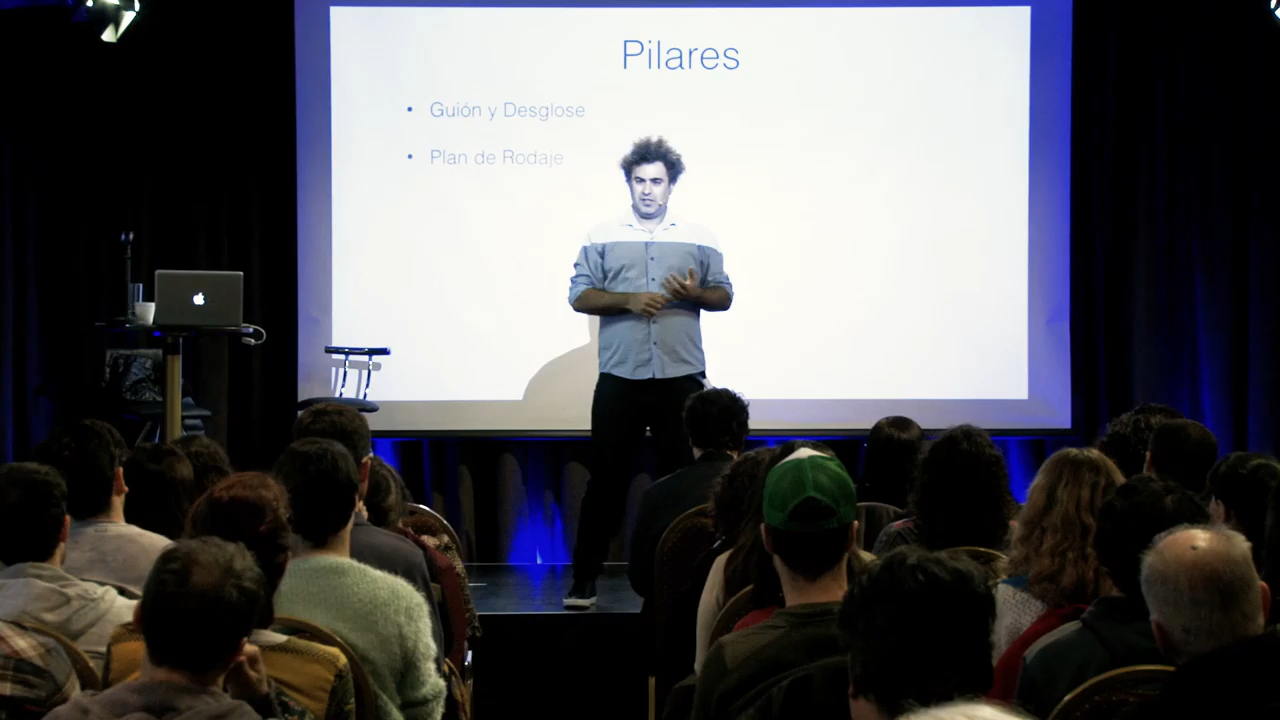 Pilares
• Guión y Desglose
• Plan de Rodaje